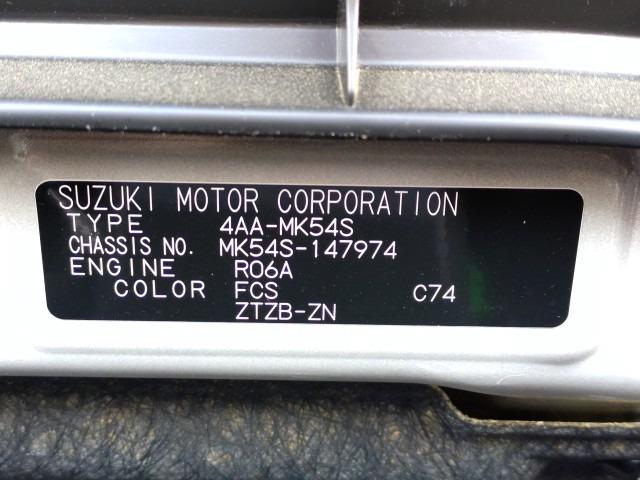 SUZUKI MOTOR CORPORATION
TYPE 4AA-MK54S
CHASSIS NO. MK54S-147974
ENGINE R06A
COLOR FCS C74
ZTZB-ZN